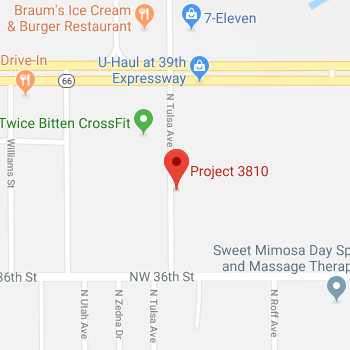 Braum's Ice Cream
& Burger Restaurant
7-Eleven
Drive-In
U-Haul at 39th
Expressway
66
N Tulsa Ave
Twice Bitten CrossFit
Williams St
Project 3810
Sweet Mimosa Day Sp
and Massage Therap
36th St
NW 36th St
N Utah Ave
N Zedna Dr
N Tulsa Ave
N Roff Ave